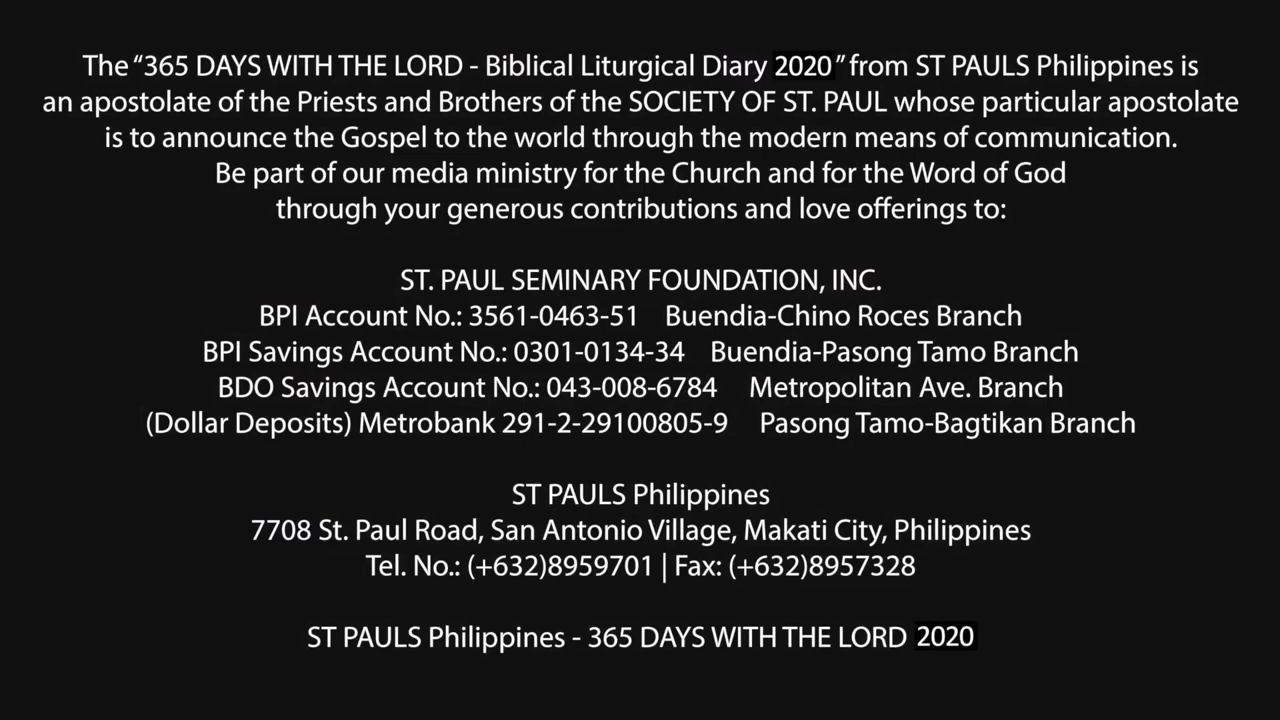 The “365 DAYS WITH THE LORD - Biblical Liturgical Diary 2020” from ST PAULS Philippines is
an apostolate of the Priests and Brothers of the SOCIETY OF ST. PAUL whose particular apostolate
is to announce the Gospel to the world through the modern means of communication.
Be part of our media ministry for the Church and for the Word of God
through your generous contributions and love offerings to:
ST. PAUL SEMINARY FOUNDATION, INC.
BPI Account No.: 3561-0463-51 Buendia-Chino Roces Branch
BPI Savings Account No.: 0301-0134-34 Buendia-Pasong Tamo Branch
BDO Savings Account No.: 043-008-6784 Metropolitan Ave. Branch
(Dollar Deposits) Metrobank 291-2-29100805-9 Pasong Tamo-Bagtikan Branch
ST PAULS Philippines
7708 St. Paul Road, San Antonio Village, Makati City, Philippines
Tel. No.: (+632)8959701 | Fax: (+632)8957328
ST PAULS Philippines - 365 DAYS WITH THE LORD 2020